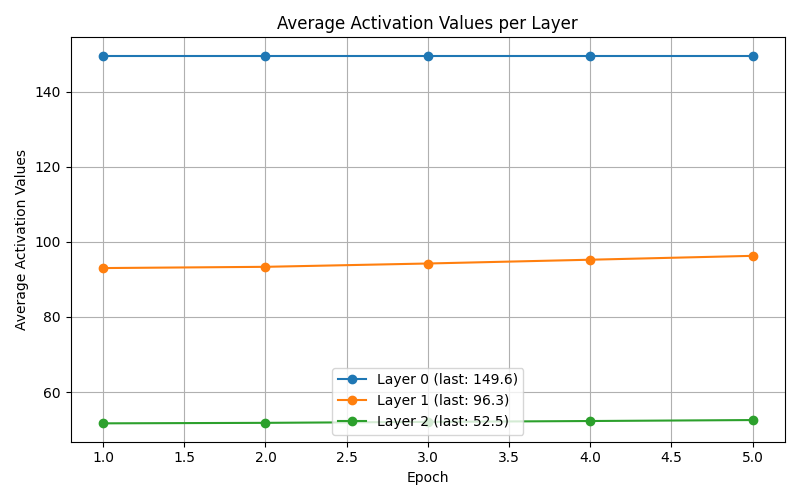 Average Activation Values per Layer
Average Activation Values
140
120
100
80
60
Layer 0 (last: 149.6)
Layer 1 (last: 96.3)
Layer 2 (last: 52.5)
1.0 1.5 2.0 2.5 3.0 3.5 4.0 4.5 5.0
Epoch